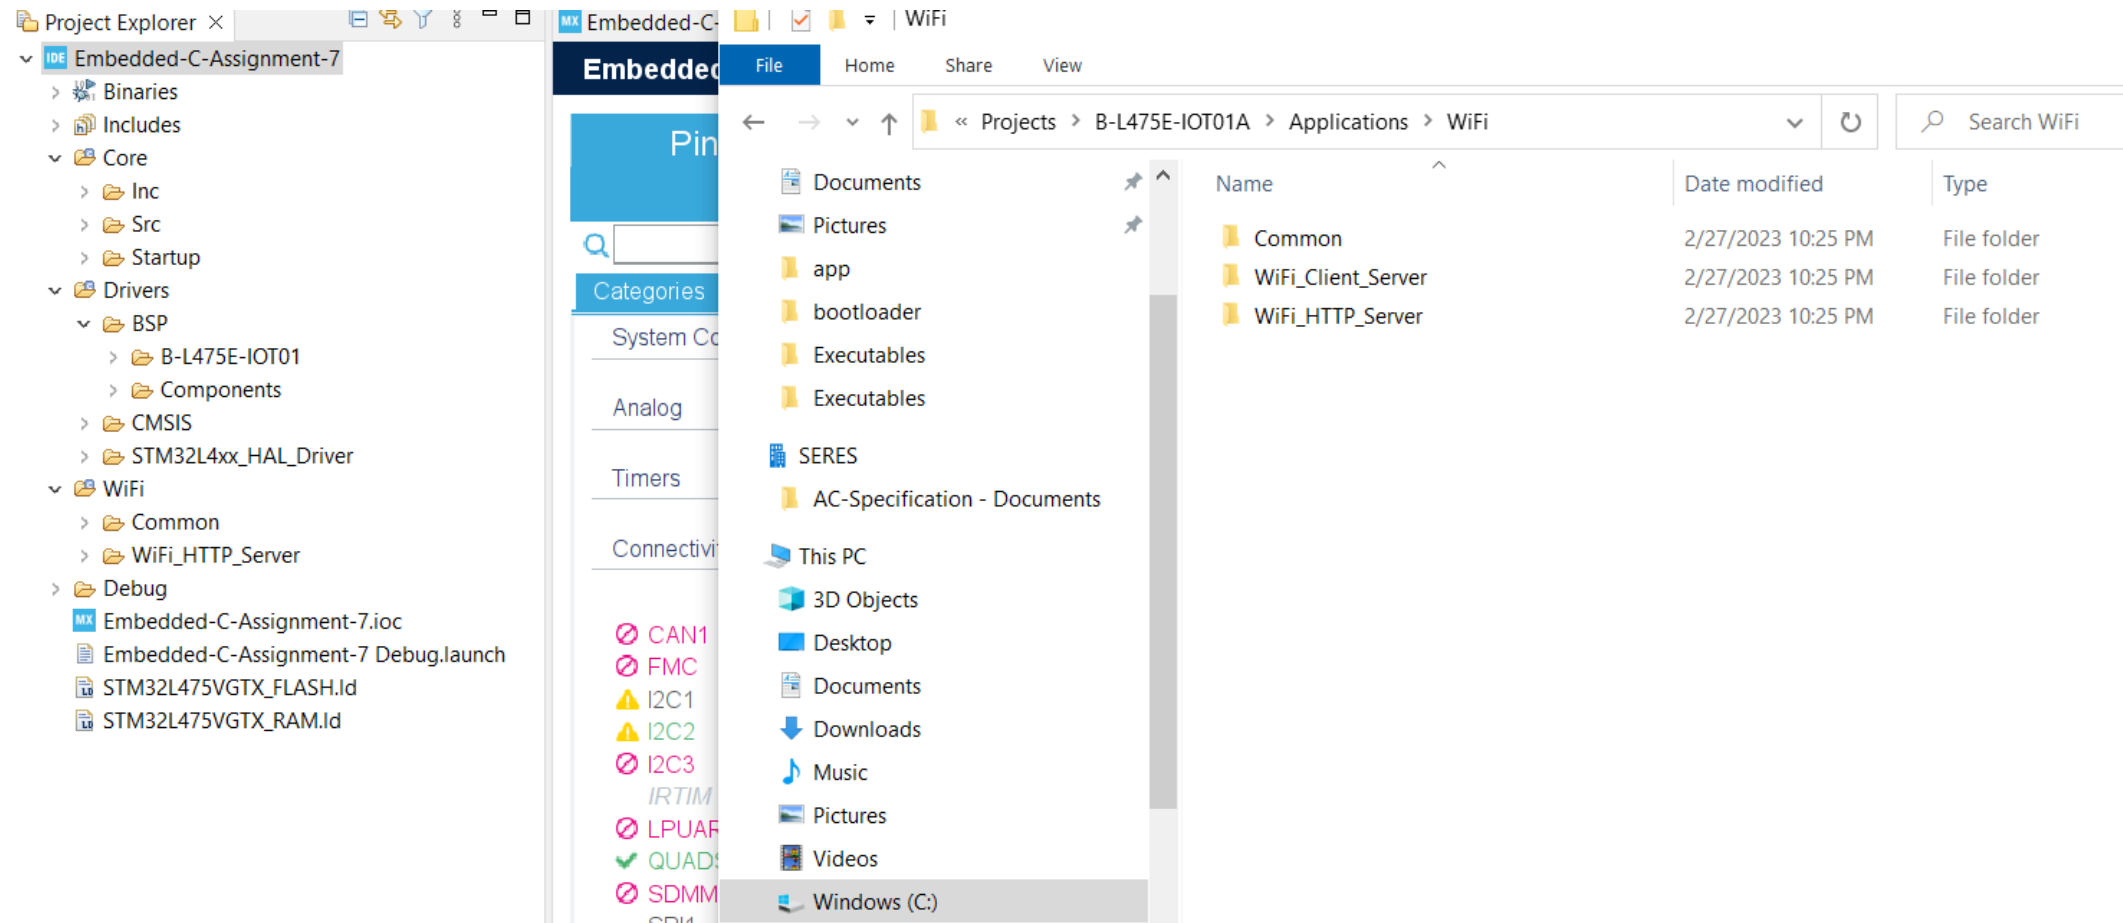 Project Explorer
IDE Embedded-C-Assignment-7
Binaries
Includes
Core
Inc
Src
Startup
Drivers
BSP
B-L475E-IOT01
Components
CMSIS
STM32L4xx_HAL_Driver
WiFi
Common
WiFi_HTTP_Server
Debug
MX Embedded-C-Assignment-7.ioc
Embedded-C-Assignment-7 Debug.launch
STM32L475VGTX_FLASH.ld
STM32L475VGTX_RAM.ld
MX Embedded-C-
Embedded
Pin
Categories
System Co
Analog
Timers
Connectivi
CAN1
FMC
I2C1
I2C2
I2C3
IRTIM
LPUAR
QUADS
SDMM
SPI1
WiFi
File Home Share View
« Projects > B-L475E-IOT01A > Applications > WiFi
Search WiFi
Documents
Pictures
app
bootloader
Executables
Executables
SERES
AC-Specification - Documents
This PC
3D Objects
Desktop
Documents
Downloads
Music
Pictures
Videos
Windows (C:)
Name Date modified Type
Common 2/27/2023 10:25 PM File folder
WiFi_Client_Server 2/27/2023 10:25 PM File folder
WiFi_HTTP_Server 2/27/2023 10:25 PM File folder